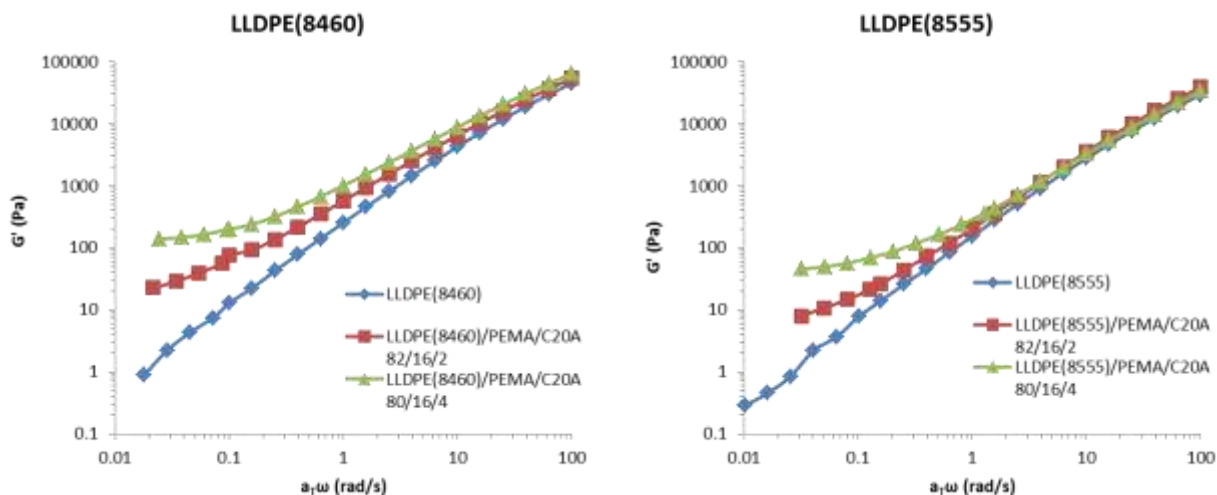 LLDPE(8460)
100000
10000
1000
100
10
1
0.1
G' (Pa)
0.01
0.1
1
10
100
aTω (rad/s)
LLDPE(8460)
LLDPE(8460)/PEMA/C20A
82/16/2
LLDPE(8460)/PEMA/C20A
80/16/4
LLDPE(8555)
100000
10000
1000
100
10
1
0.1
G' (Pa)
0.01
0.1
1
10
100
aTω (rad/s)
LLDPE(8555)
LLDPE(8555)/PEMA/C20A
82/16/2
LLDPE(8555)/PEMA/C20A
80/16/4